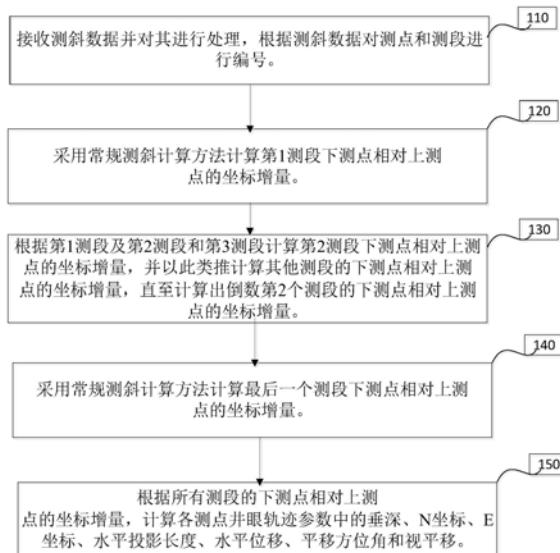 110
接收测斜数据并对其进行处理，根据测斜数据对测点和测段进
行编号。
120
采用常规测斜计算方法计算第1测段下测点相对上测
点的坐标增量。
130
根据第1测段及第2测段和第3测段计算第2测段下测点相对上测
点的坐标增量，并以此类推计算其他测段的下测点相对上测
点的坐标增量，直至计算出倒数第2个测段的下测点相对上测
点的坐标增量。
140
采用常规测斜计算方法计算最后一个测段下测点相对上测
点的坐标增量。
150
根据所有测段的下测点相对上测
点的坐标增量，计算各测点井眼轨迹参数中的垂深、N坐标、E
坐标、水平投影长度、水平位移、平移方位角和视平移。